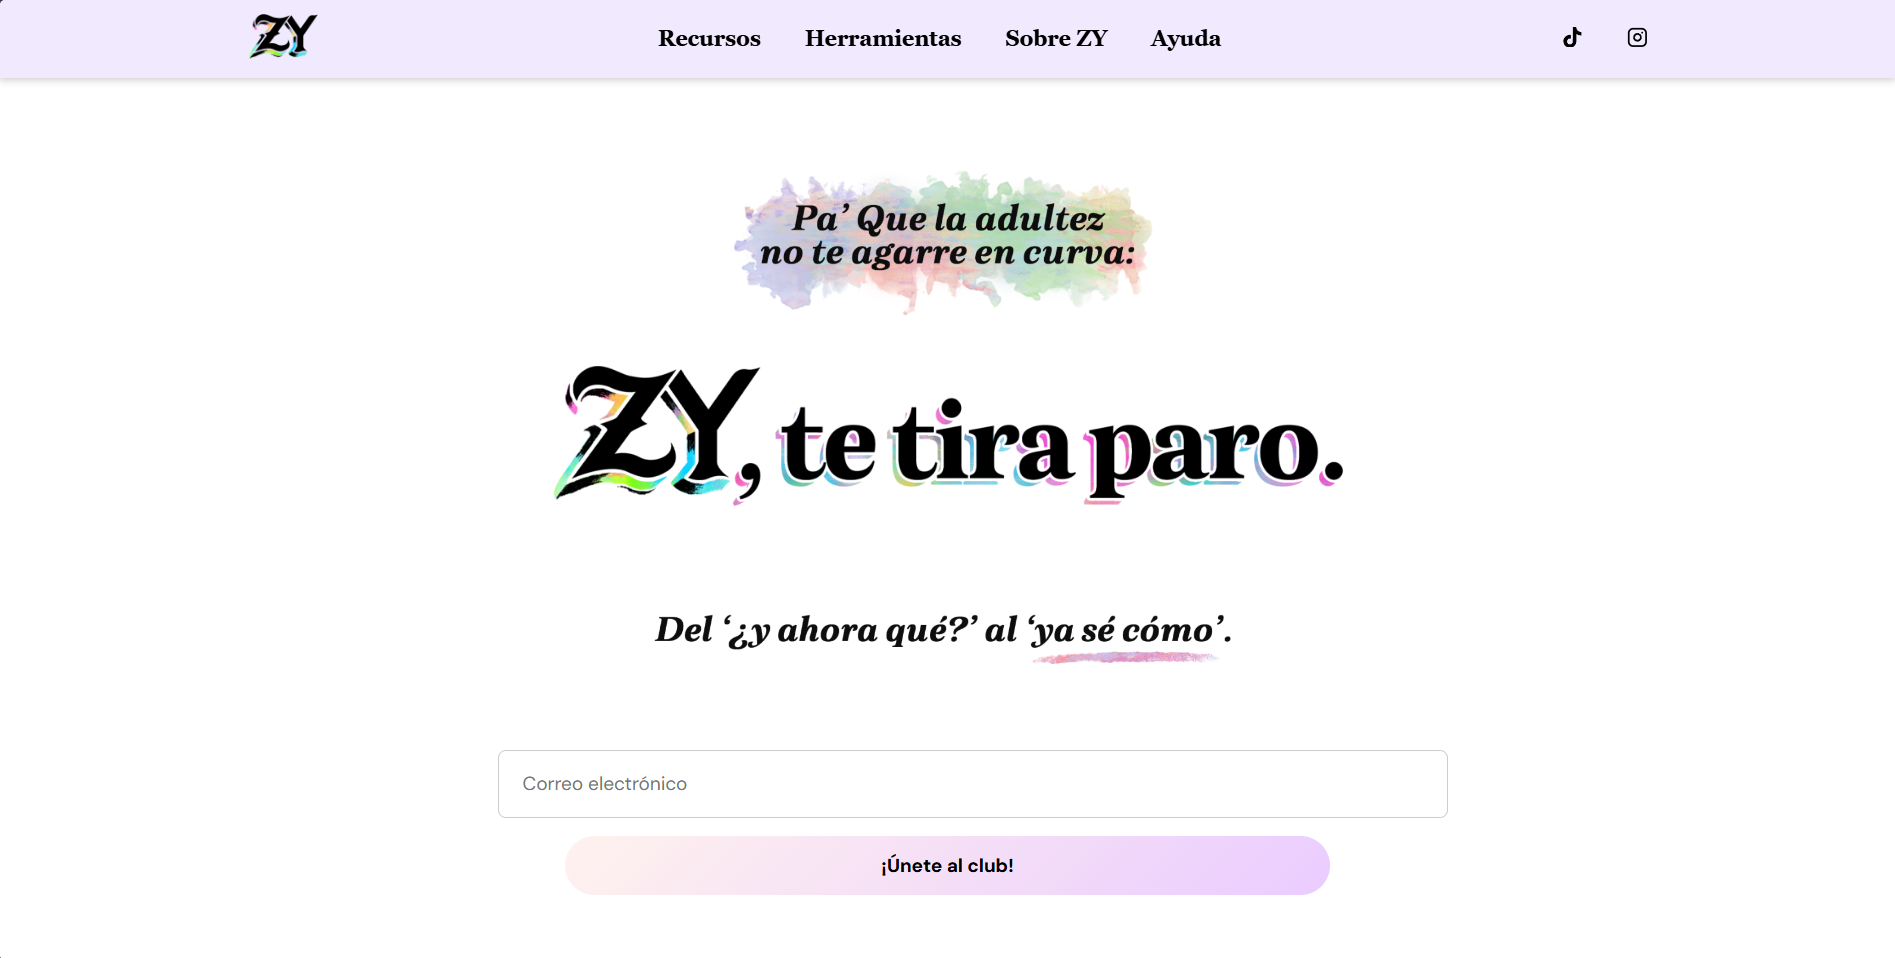 ZY
Recursos
Herramientas
Sobre ZY
Ayuda
Pa’ Que la adultez
no te agarre en curva:
ZY, te tira paro.
Del ‘¿y ahora qué?’ al ‘ya sé cómo’.
Correo electrónico
¡Únete al club!